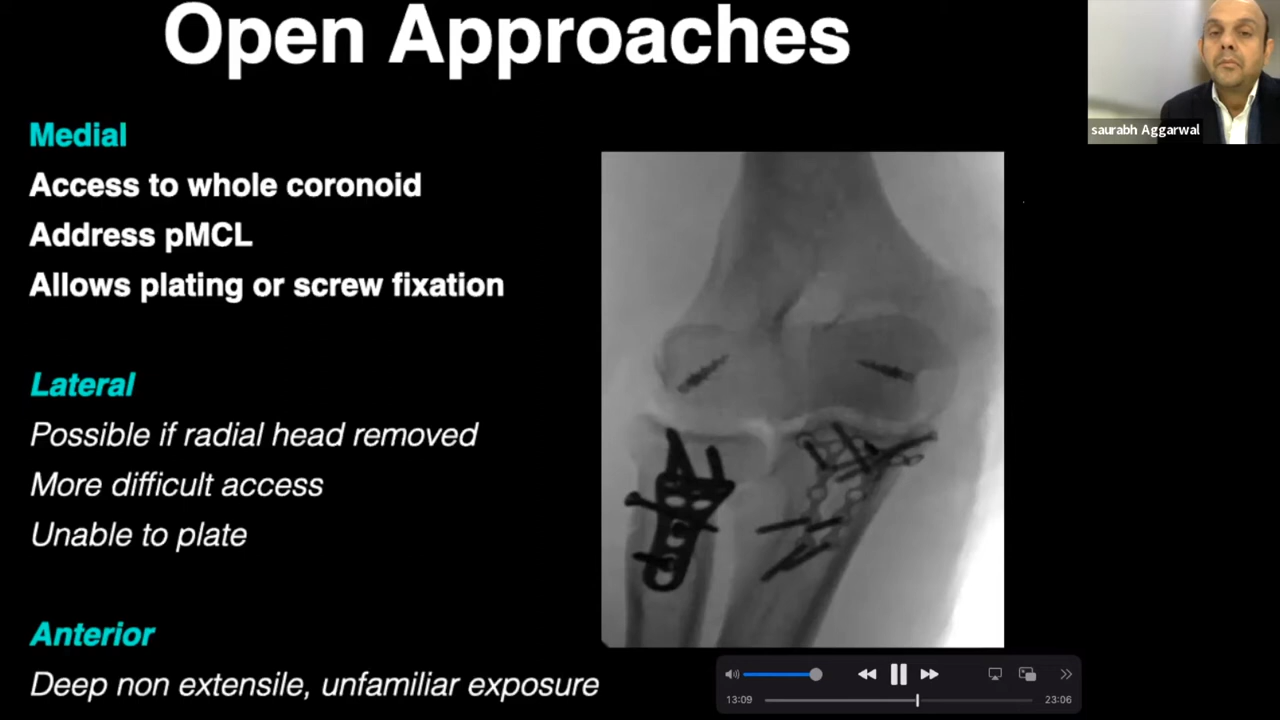 Open Approaches
saurabh Aggarwal
Medial
Access to whole coronoid
Address pMCL
Allows plating or screw fixation
Lateral
Possible if radial head removed
More difficult access
Unable to plate
Anterior
Deep non extensile, unfamiliar exposure
13:09
23:06